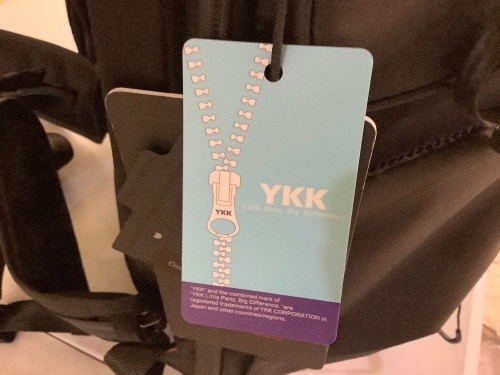 YKK
Little Parts. Big Difference.
YKK
"YKK" and the combined mark of
"YKK Little Parts. Big Difference. "are
registered trademarks of YKK CORPORATION in
Japan and other countries/regions.